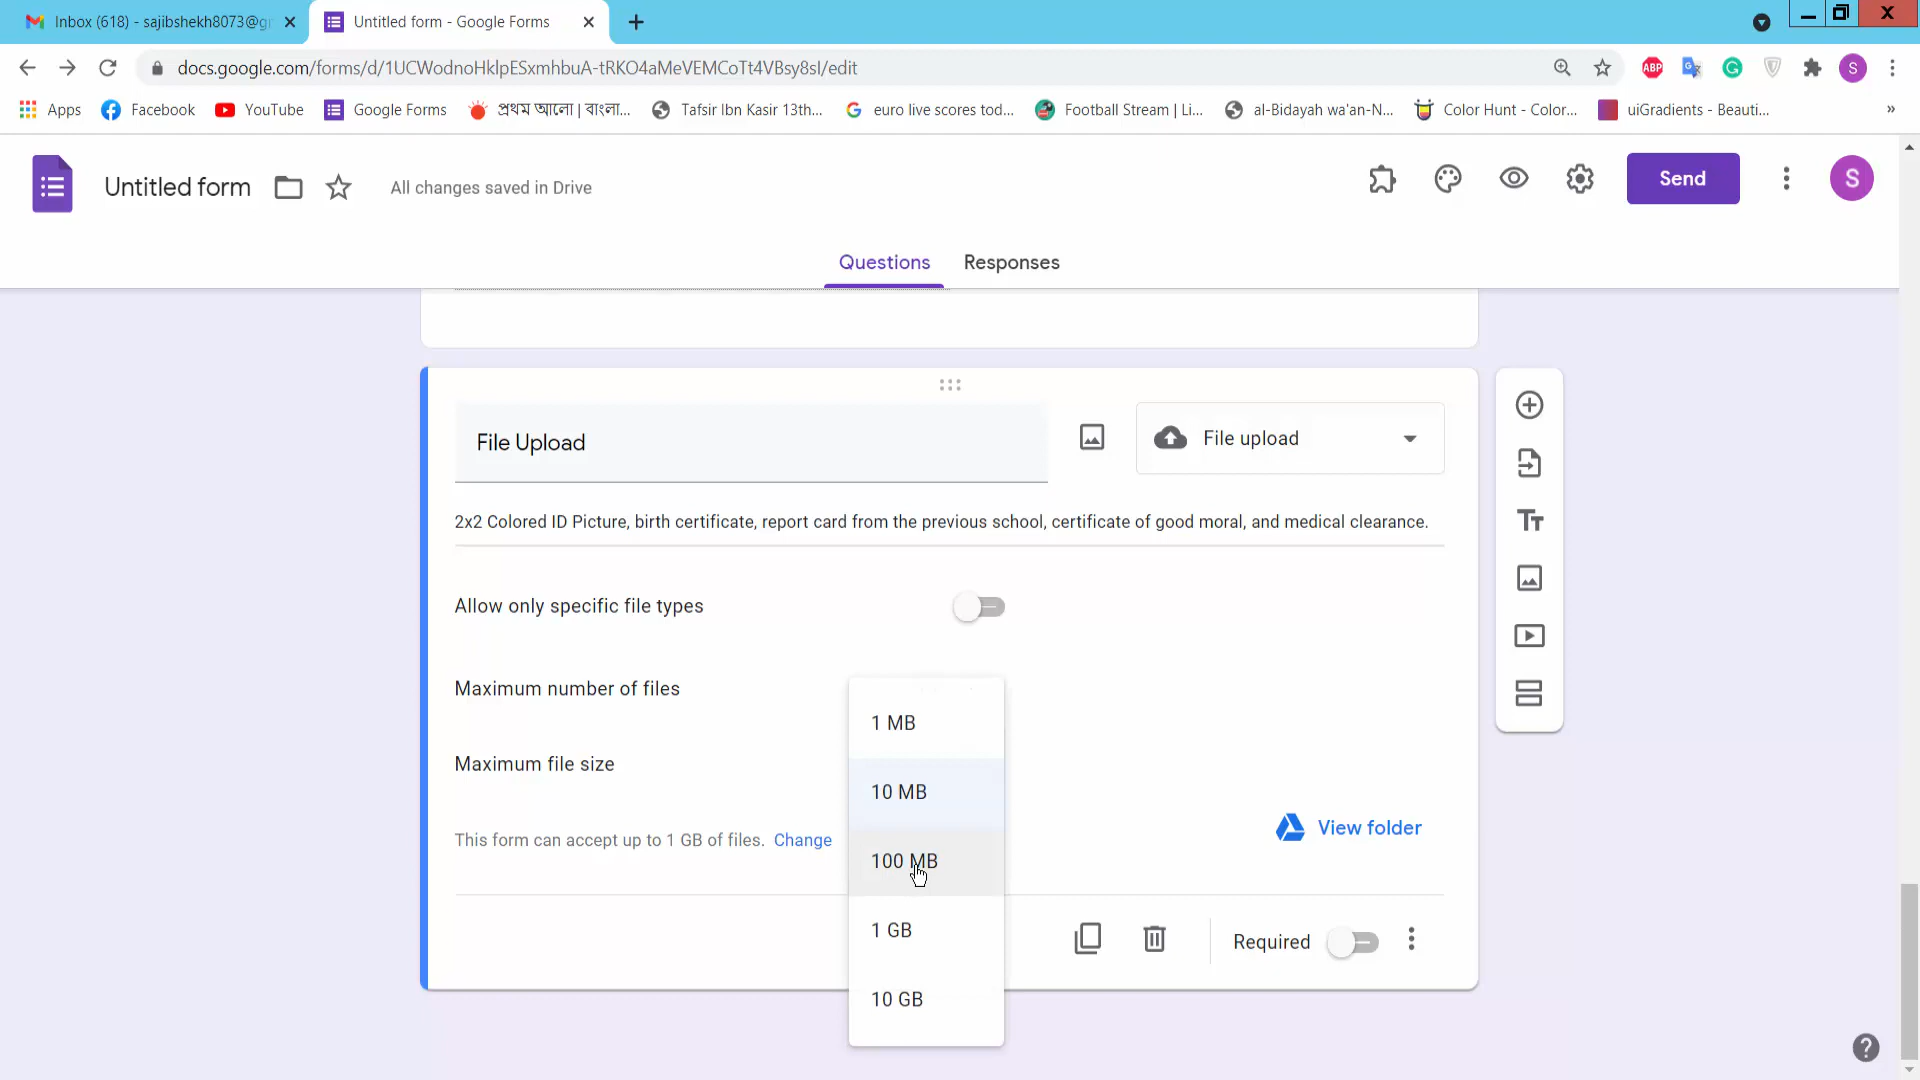 Inbox (618) - sajibshekh8073@g
Untitled form - Google Forms
docs.google.com/forms/d/1UCWodnoHklpESxmhbuA-tRKO4aMeVEMCoTt4VBsy8sI/edit
ABP
G
S
Apps
Facebook
YouTube
Google Forms
প্রথম আলো | বাংলা...
Tafsir Ibn Kasir 13th...
euro live scores tod...
Football Stream | Li...
al-Bidayah wa'an-N...
Color Hunt - Color...
uiGradients - Beauti...
»
Untitled form
All changes saved in Drive
Send
S
Questions
Responses
File Upload
File upload
2x2 Colored ID Picture, birth certificate, report card from the previous school, certificate of good moral, and medical clearance.
Allow only specific file types
Maximum number of files
1 MB
Maximum file size
10 MB
This form can accept up to 1 GB of files. Change
View folder
100 MB
1 GB
Required
10 GB